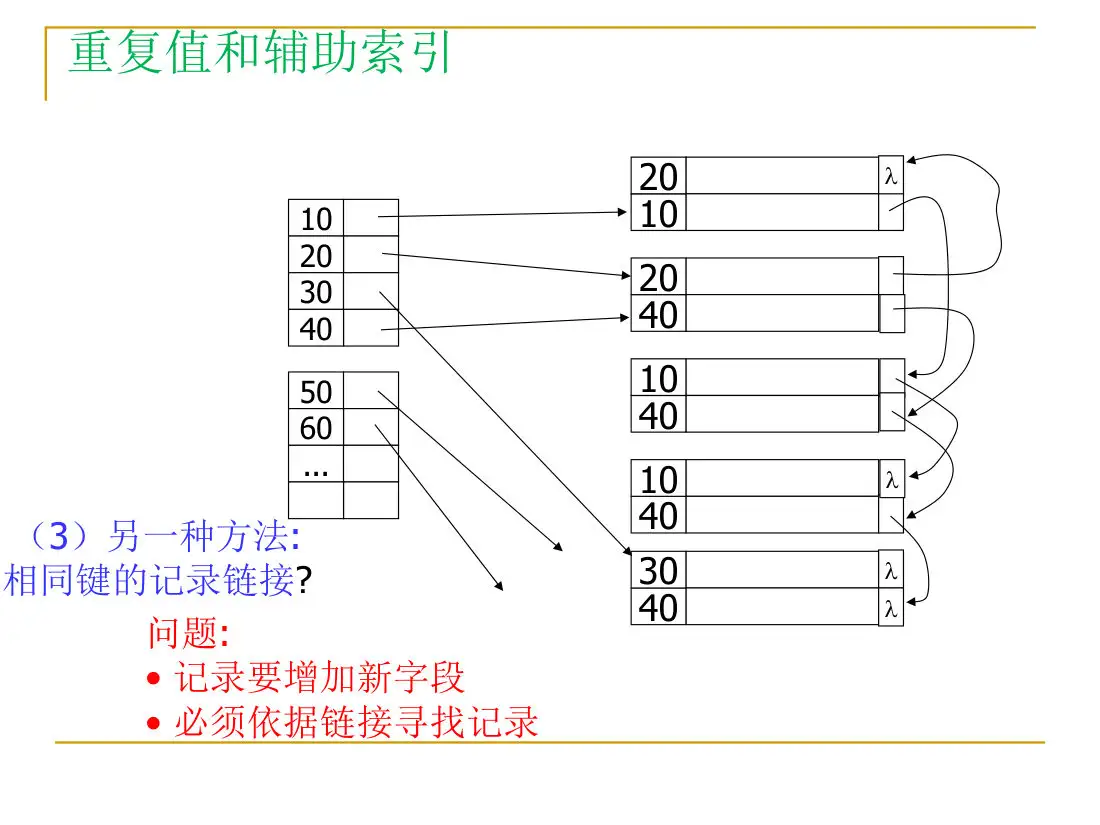 重复值和辅助索引
10
20
30
40
50
60
...
20 λ
10
20
40
10
40
10 λ
40
30 λ
40 λ
（3）另一种方法:
相同键的记录链接?
问题:
• 记录要增加新字段
• 必须依据链接寻找记录